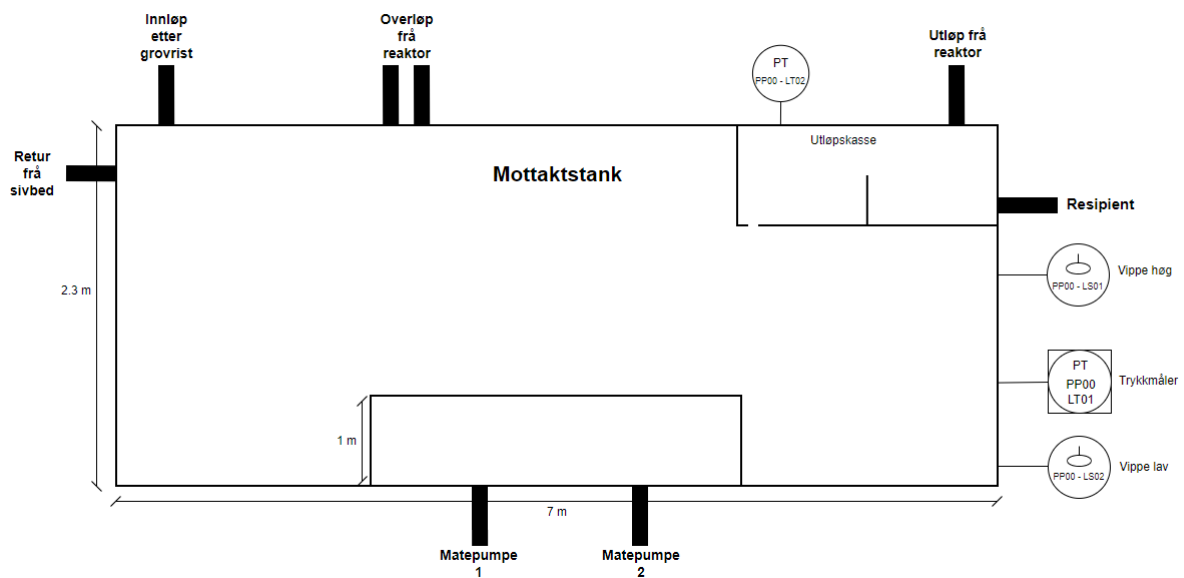 Innløp
etter
grovrist
Overløp
frå
reaktor
Utløp frå
reaktor
PT
PP00 - LT02
Utløpskasse
Retur
frå
sivbed
Mottaktstank
Resipient
Vippe høg
PP00 - LS01
2.3 m
PT
PP00
LT01
Trykkmåler
1 m
Vippe lav
PP00 - LS02
7 m
Matepumpe
1
Matepumpe
2